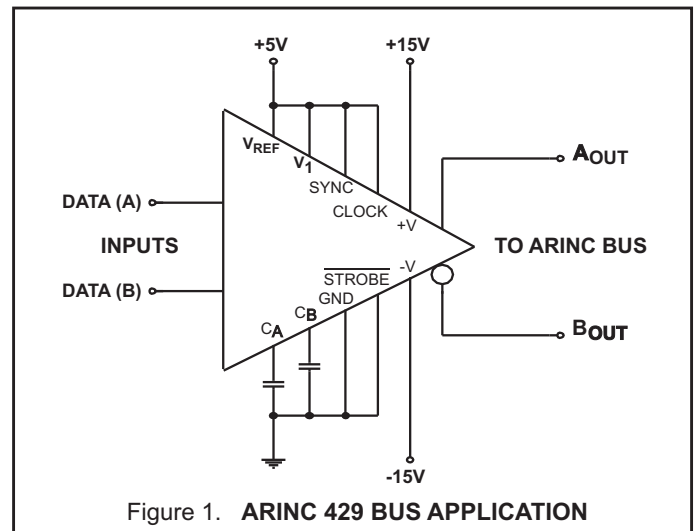 +5V
+15V
VREF
V1
SYNC
CLOCK
+V
AOUT
DATA (A)
INPUTS
TO ARINC BUS
DATA (B)
STROBE
-V
GND
CB
CA
BOUT
-15V
Figure 1. ARINC 429 BUS APPLICATION